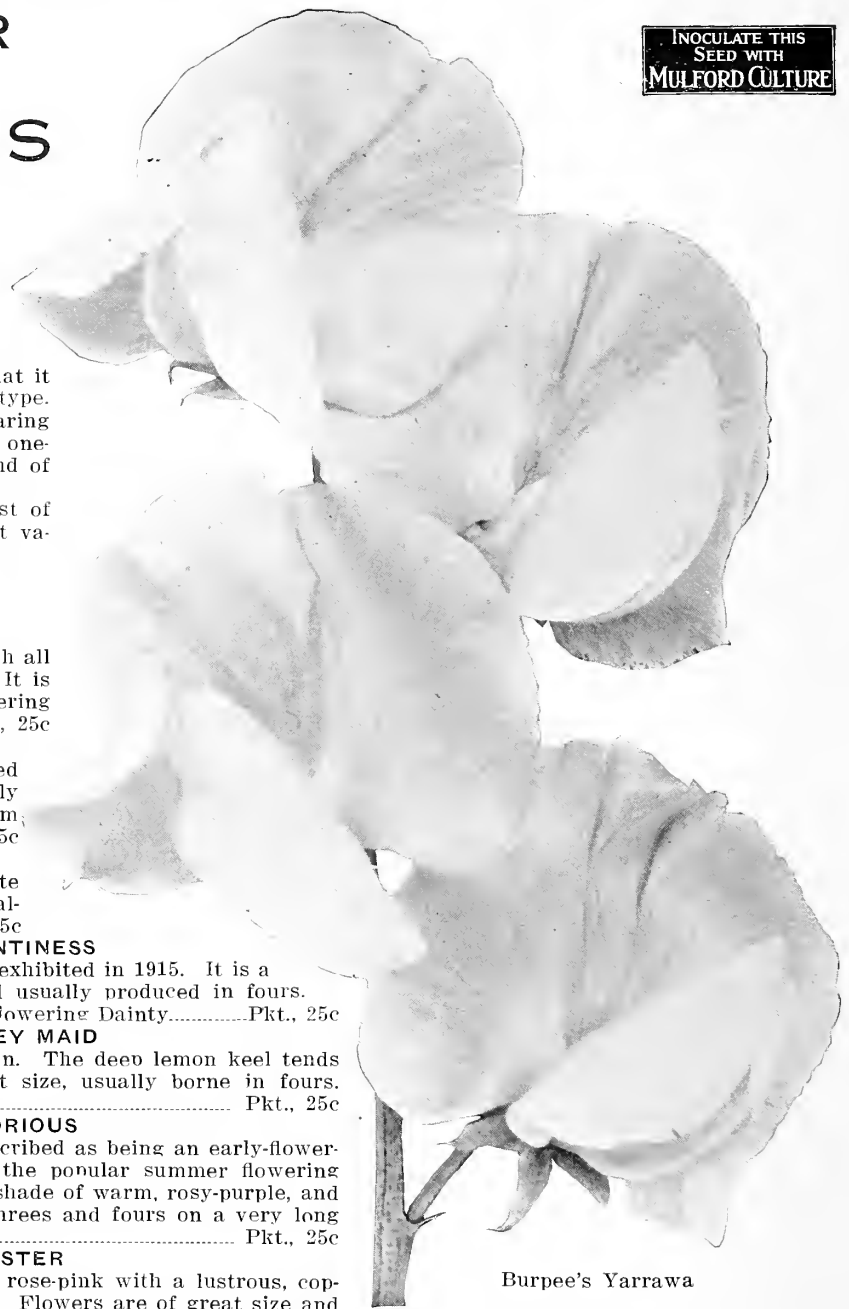 R
S
INOCULATE THIS
SEED WITH
MULFORD CULTURE
at it
type.
aring
one-
nd of
st of
t va-
h all
It is
ering
, 25c
ed
ly
m,
5c
te
al-
5c
NTINESS
exhibited in 1915. It is a
l usually produced in fours.
lowering Dainty............Pkt., 25c
EY MAID
n. The deep lemon keel tends
t size, usually borne in fours.
Pkt., 25c
ORIOUS
cribed as being an early-flower-
the popular summer flowering
shade of warm, rosy-purple, and
hrees and fours on a very long
Pkt., 25c
STER
rose-pink with a lustrous, cop-
Flowers are of great size and
Burpee's Yarrawa